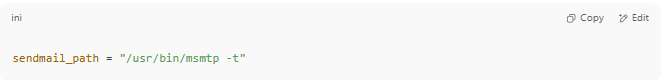 ini
Copy
Edit
sendmail_path = "/usr/bin/msmtp -t"